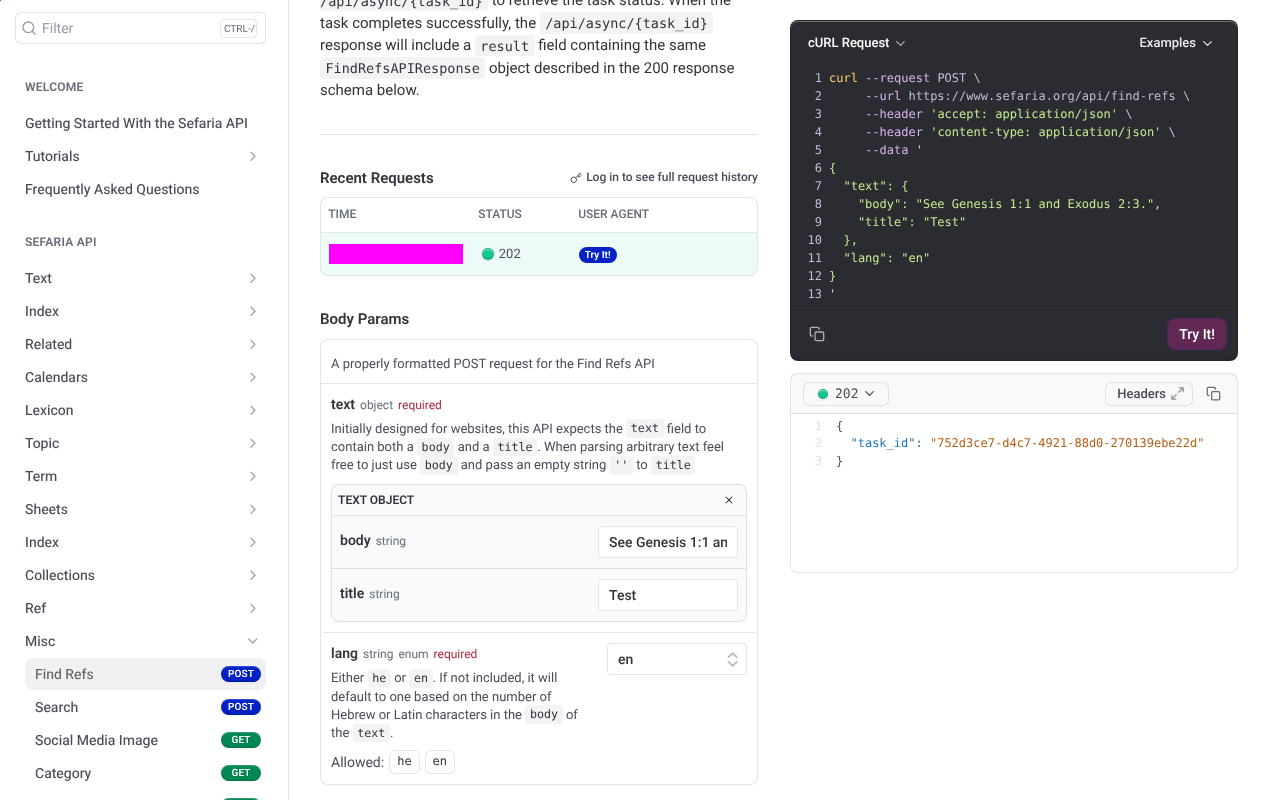 Filter
CTRL-/
WELCOME
Getting Started With the Sefaria API
Tutorials
Frequently Asked Questions
SEFARIA API
Text
Index
Related
Calendars
Lexicon
Topic
Term
Sheets
Index
Collections
Ref
Misc
Find Refs POST
Search POST
Social Media Image GET
Category GET
/api/async/{task_id} to retrieve the task status. When the
task completes successfully, the /api/async/{task_id}
response will include a result field containing the same
FindRefsAPIResponse object described in the 200 response
schema below.
Recent Requests
Log in to see full request history
TIME STATUS USER AGENT
202 Try It!
Body Params
A properly formatted POST request for the Find Refs API
text object required
Initially designed for websites, this API expects the text field to
contain both a body and a title. When parsing arbitrary text feel
free to just use body and pass an empty string '' to title
TEXT OBJECT
body string See Genesis 1:1 an
title string Test
lang string enum required en
Either he or en. If not included, it will
default to one based on the number of
Hebrew or Latin characters in the body of
the text.
Allowed: he en
cURL Request Examples
1 curl --request POST \
2 --url https://www.sefaria.org/api/find-refs \
3 --header 'accept: application/json' \
4 --header 'content-type: application/json' \
5 --data '
6 {
7 "text": {
8 "body": "See Genesis 1:1 and Exodus 2:3.",
9 "title": "Test"
10 },
11 "lang": "en"
12 }
13 '
Try It!
202 Headers
1 {
2 "task_id": "752d3ce7-d4c7-4921-88d0-270139ebe22d"
3 }